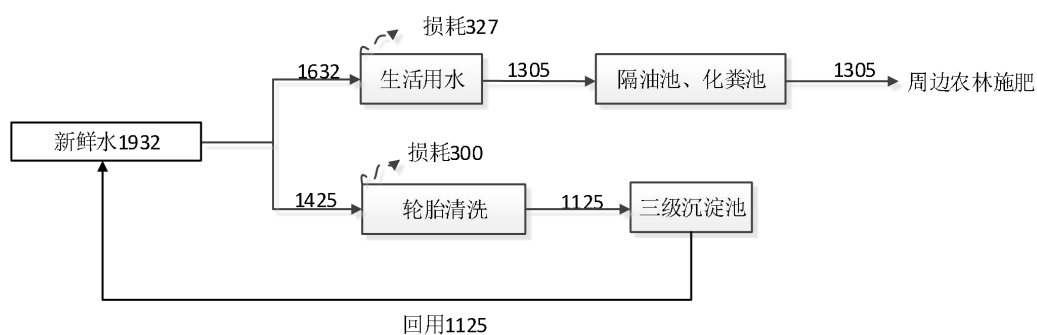 损耗327
1632
生活用水
1305
隔油池、化粪池
1305
周边农林施肥
新鲜水1932
损耗300
1425
轮胎清洗
1125
三级沉淀池
回用1125